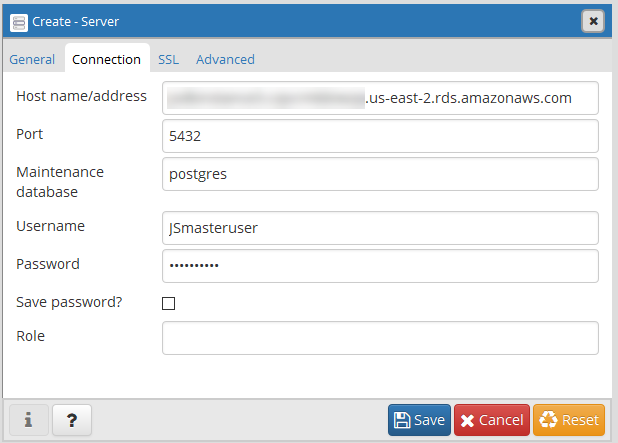 Create - Server
General Connection SSL Advanced
Host name/address .us-east-2.rds.amazonaws.com
Port 5432
Maintenance database postgres
Username JSmasteruser
Password ••••••••••
Save password?
Role
i ? Save Cancel Reset